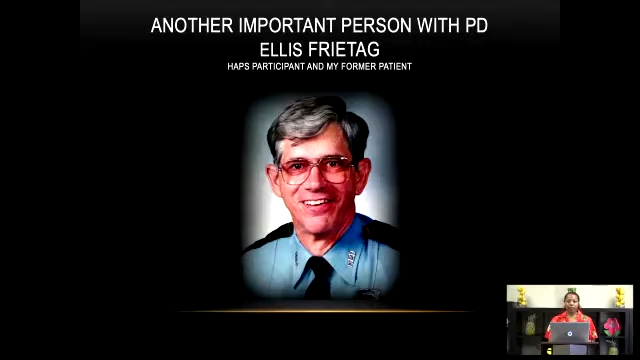 ANOTHER IMPORTANT PERSON WITH PD
ELLIS FRIETAG
HAPS PARTICIPANT AND MY FORMER PATIENT